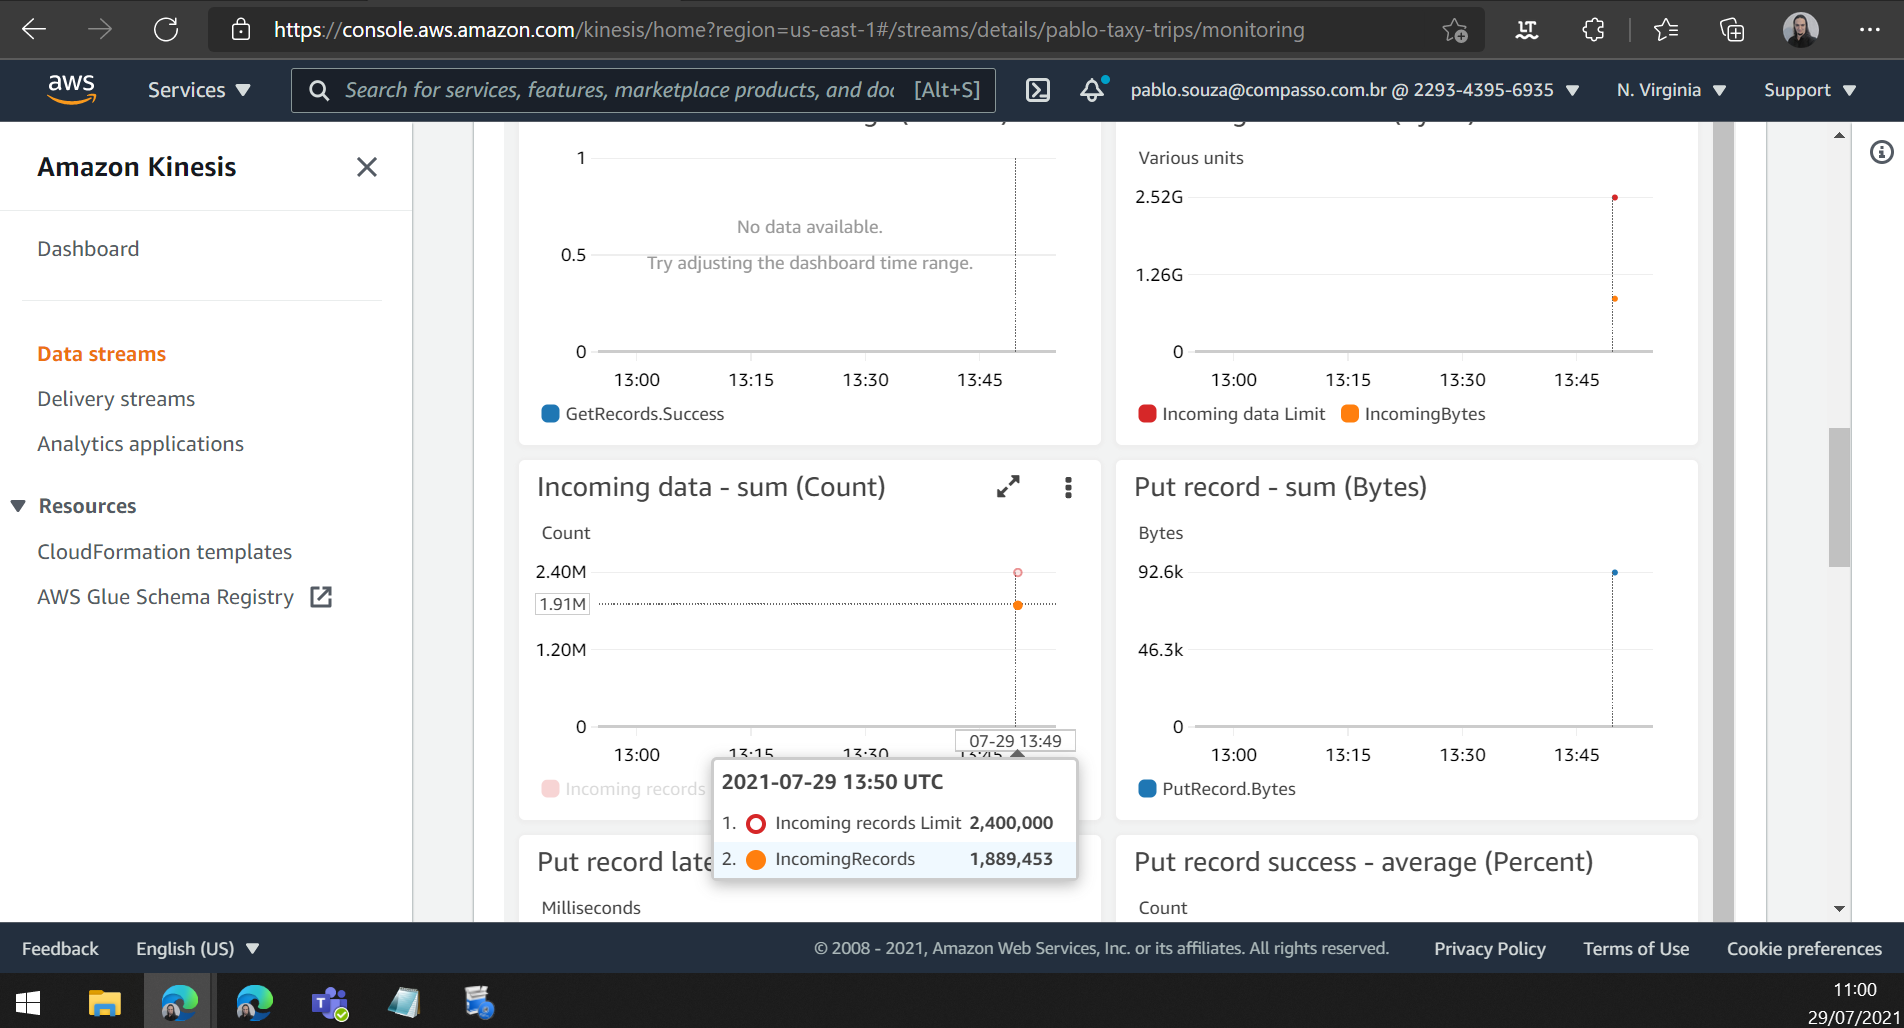 https://console.aws.amazon.com/kinesis/home?region=us-east-1#/streams/details/pablo-taxy-trips/monitoring
aws
Services
Search for services, features, marketplace products, and doc
[Alt+S]
pablo.souza@compasso.com.br @ 2293-4395-6935
N. Virginia
Support
Amazon Kinesis
Dashboard
Data streams
Delivery streams
Analytics applications
Resources
CloudFormation templates
AWS Glue Schema Registry
1
0.5
0
No data available.
Try adjusting the dashboard time range.
13:00 13:15 13:30 13:45
GetRecords.Success
Various units
2.52G
1.26G
0
13:00 13:15 13:30 13:45
Incoming data Limit IncomingBytes
Incoming data - sum (Count)
Count
2.40M
1.91M
1.20M
0
13:00 13:15 13:30 13:45
07-29 13:49
Incoming records
2021-07-29 13:50 UTC
1. Incoming records Limit 2,400,000
2. IncomingRecords 1,889,453
Put record - sum (Bytes)
Bytes
92.6k
46.3k
0
13:00 13:15 13:30 13:45
PutRecord.Bytes
Put record late
Milliseconds
Put record success - average (Percent)
Count
Feedback
English (US)
© 2008 - 2021, Amazon Web Services, Inc. or its affiliates. All rights reserved.
Privacy Policy
Terms of Use
Cookie preferences
11:00
29/07/2021